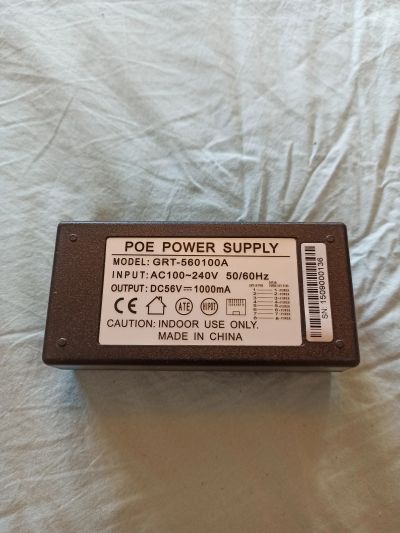 POE POWER SUPPLY
MODEL: GRT-560100A
INPUT: AC100~240V 50/60Hz
OUTPUT: DC56V⎓1000mA
CE ATE HIPOT
CAUTION: INDOOR USE ONLY.
MADE IN CHINA
SN: 1509000136